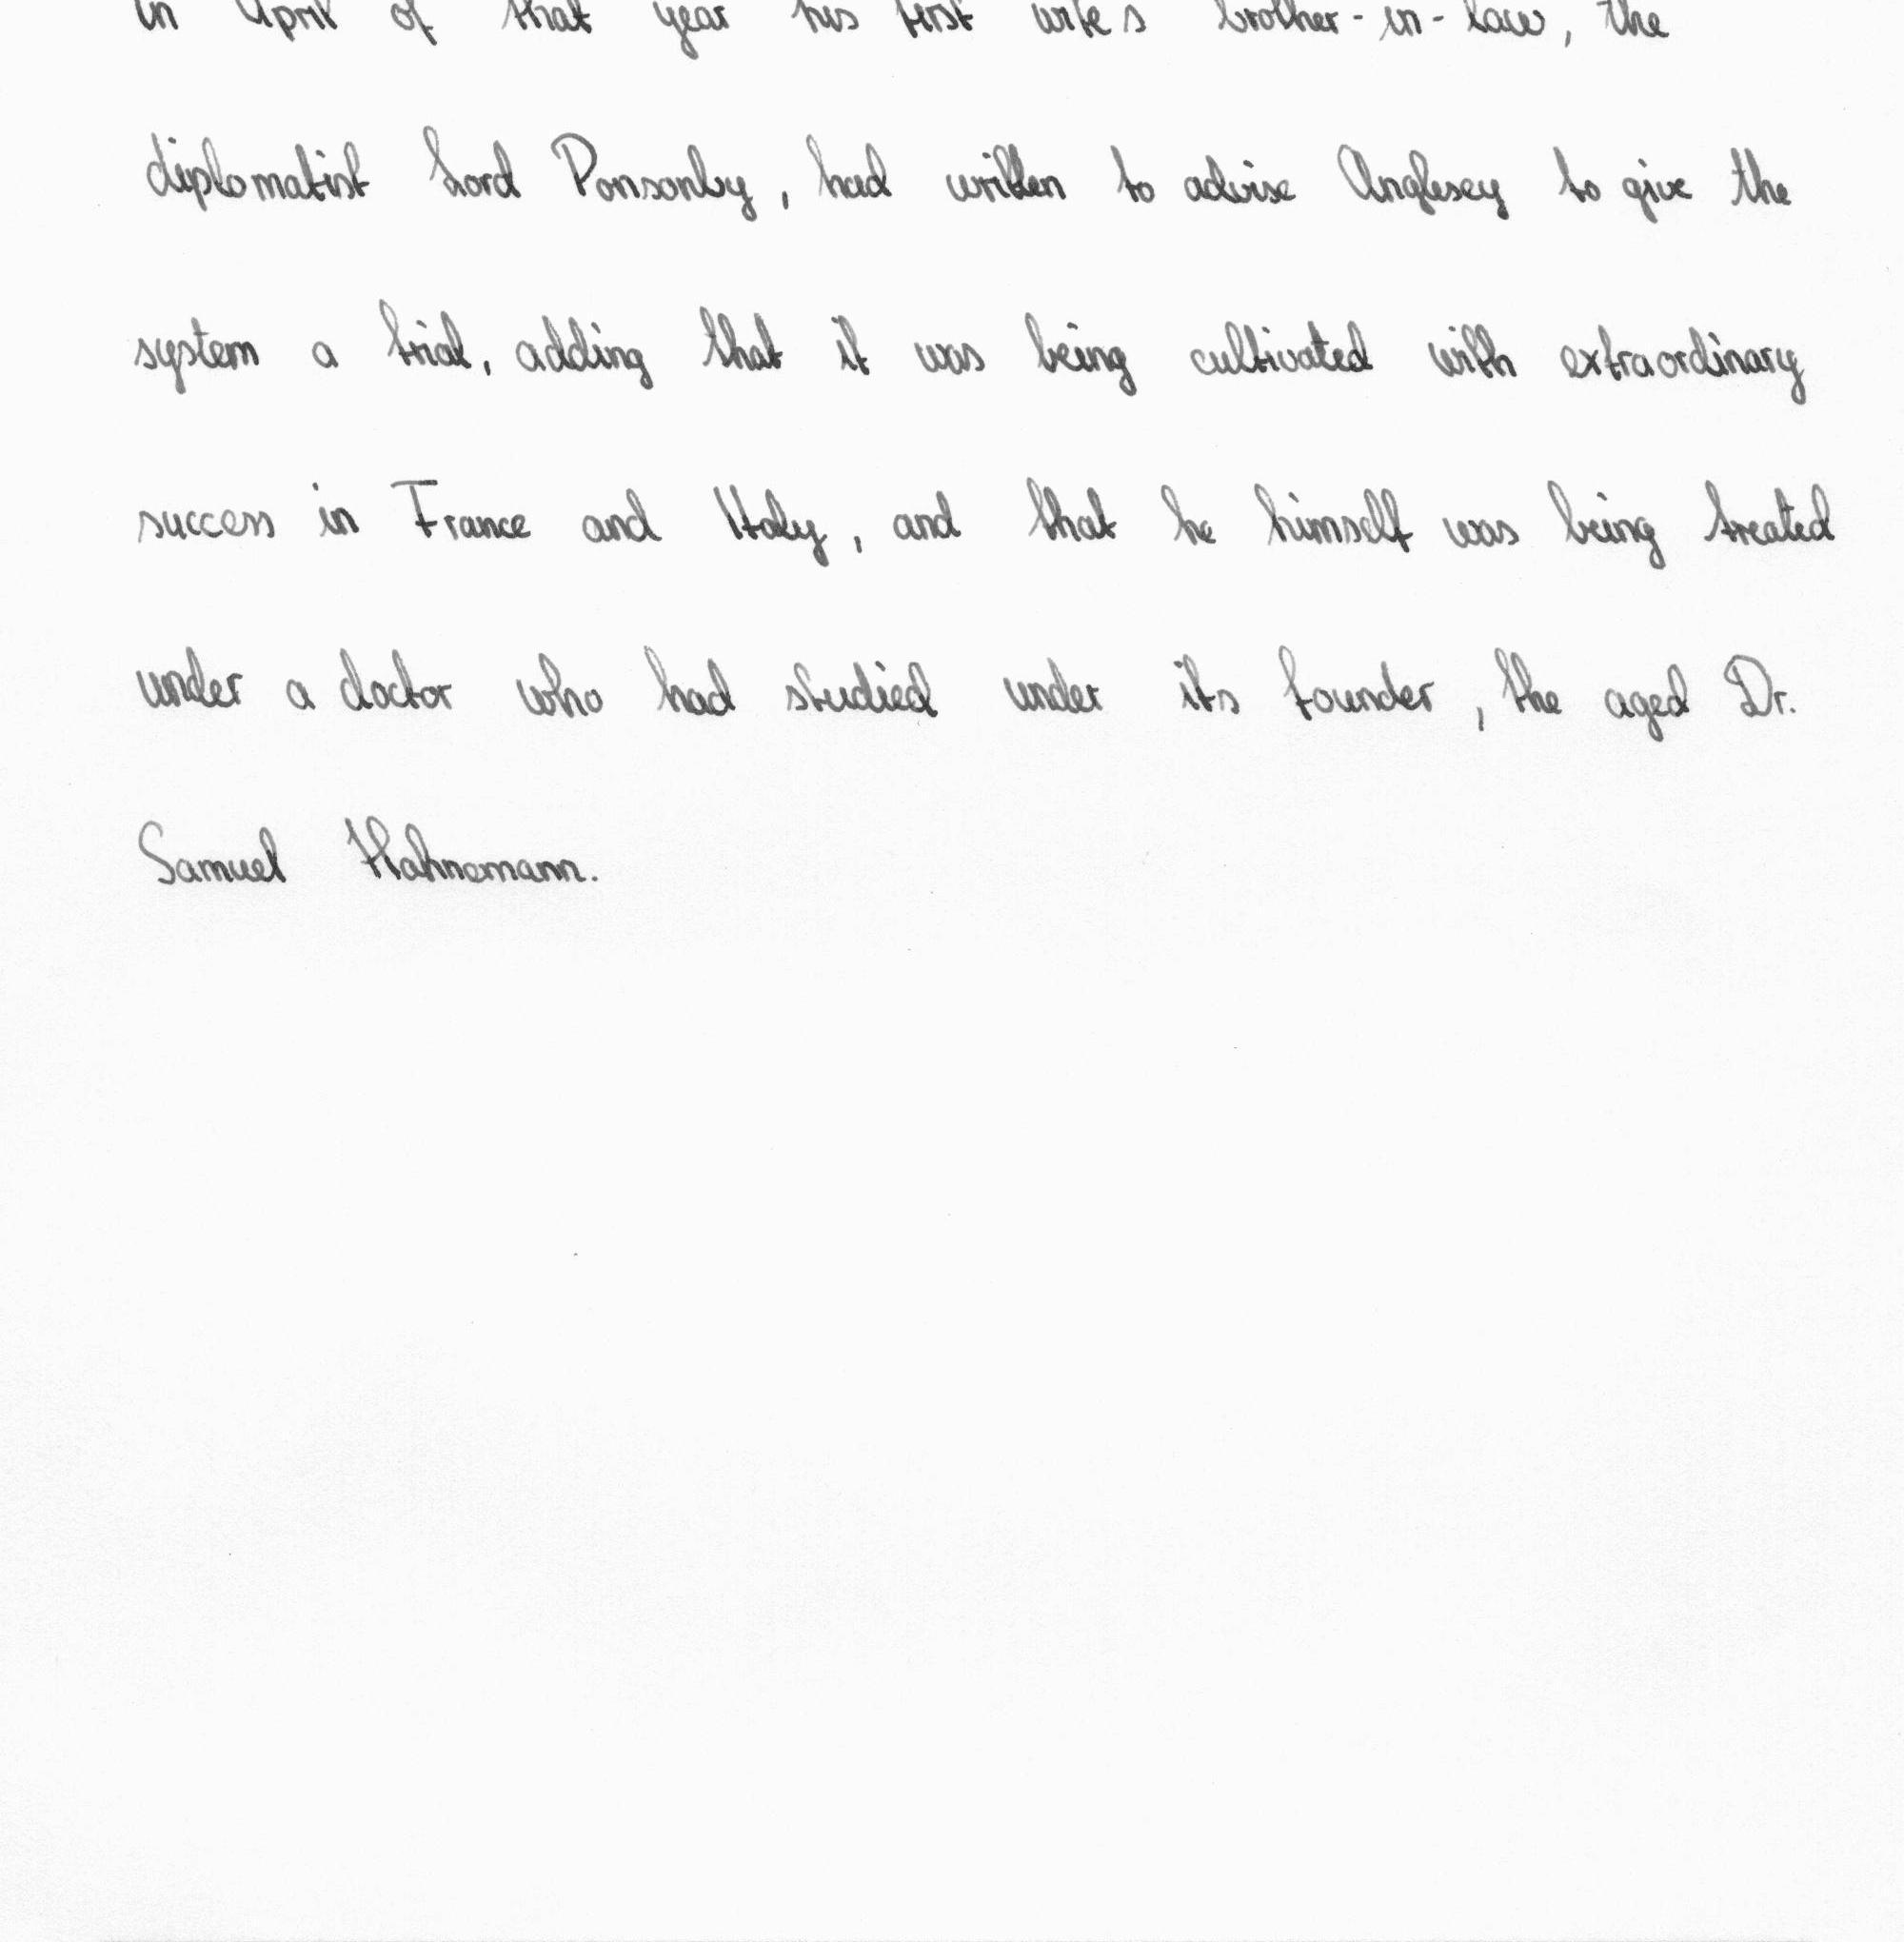 in April of that year his first wife's brother-in-law, the
diplomatist Lord Ponsonby, had written to advise Anglesey to give the
system a trial, adding that it was being cultivated with extraordinary
success in France and Italy, and that he himself was being treated
under a doctor who had studied under its founder, the aged Dr.
Samuel Hahnemann.